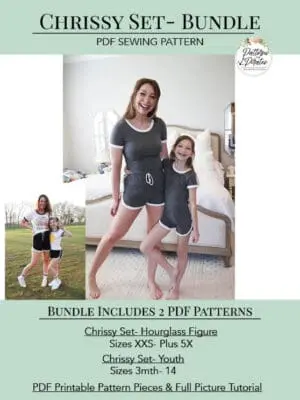 Chrissy Set- Bundle
PDF SEWING PATTERN
Patterns
4 Pirates
Bundle Includes 2 PDF Patterns
Chrissy Set- Hourglass Figure
Sizes XXS- Plus 5X
Chrissy Set- Youth
Sizes 3mth- 14
PDF Printable Pattern Pieces & Full Picture Tutorial